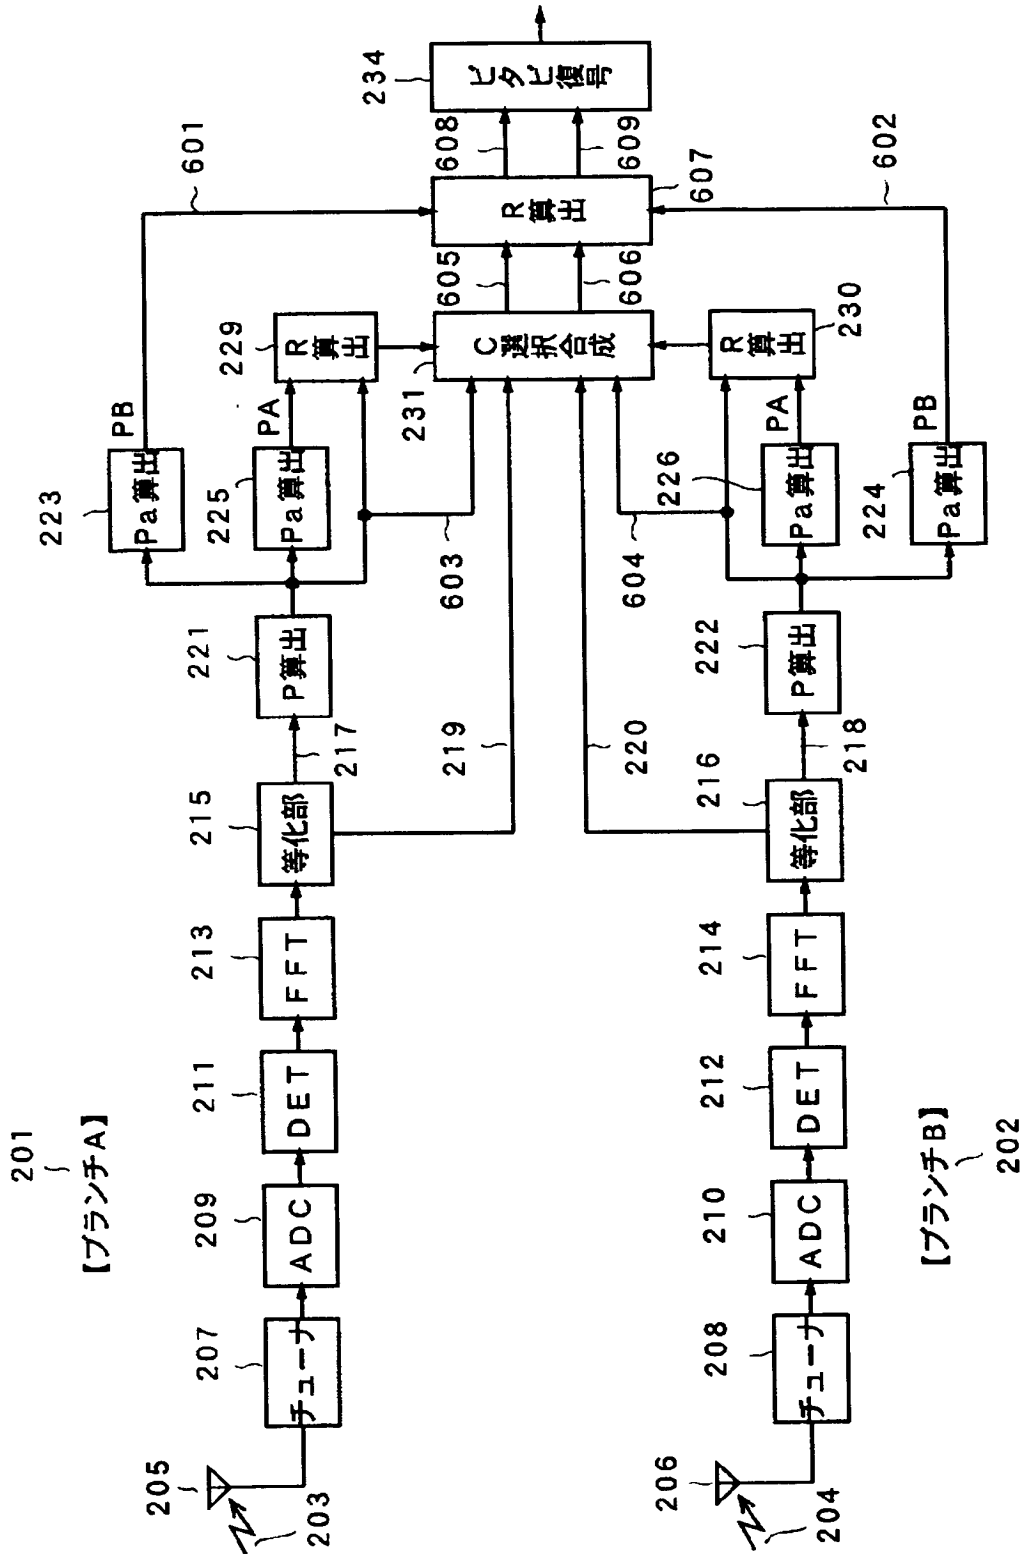 201
【ブランチA】
205
203
207
チューナ
209
ADC
211
DET
213
FFT
215
等化部
217
219
221
P算出
223
Pa算出
PB
225
Pa算出
PA
229
R算出
601
603
231
C選択合成
605
606
R算出
607
608
609
234
ビタビ復号
【ブランチB】
202
206
204
208
チューナ
210
ADC
212
DET
214
FFT
216
等化部
218
220
222
P算出
604
226
Pa算出
PA
224
Pa算出
PB
230
R算出
602